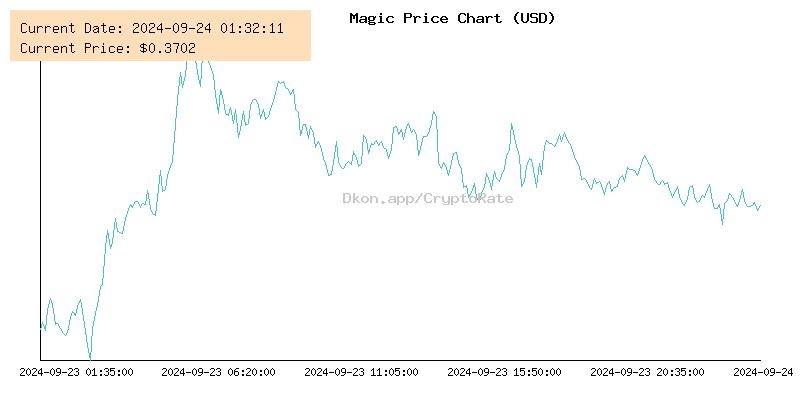 Magic Price Chart (USD)
Current Date: 2024-09-24 01:32:11
Current Price: $0.3702
Dkon.app/CryptoRate
2024-09-23 01:35:00 2024-09-23 06:20:00 2024-09-23 11:05:00 2024-09-23 15:50:00 2024-09-23 20:35:00 2024-09-24